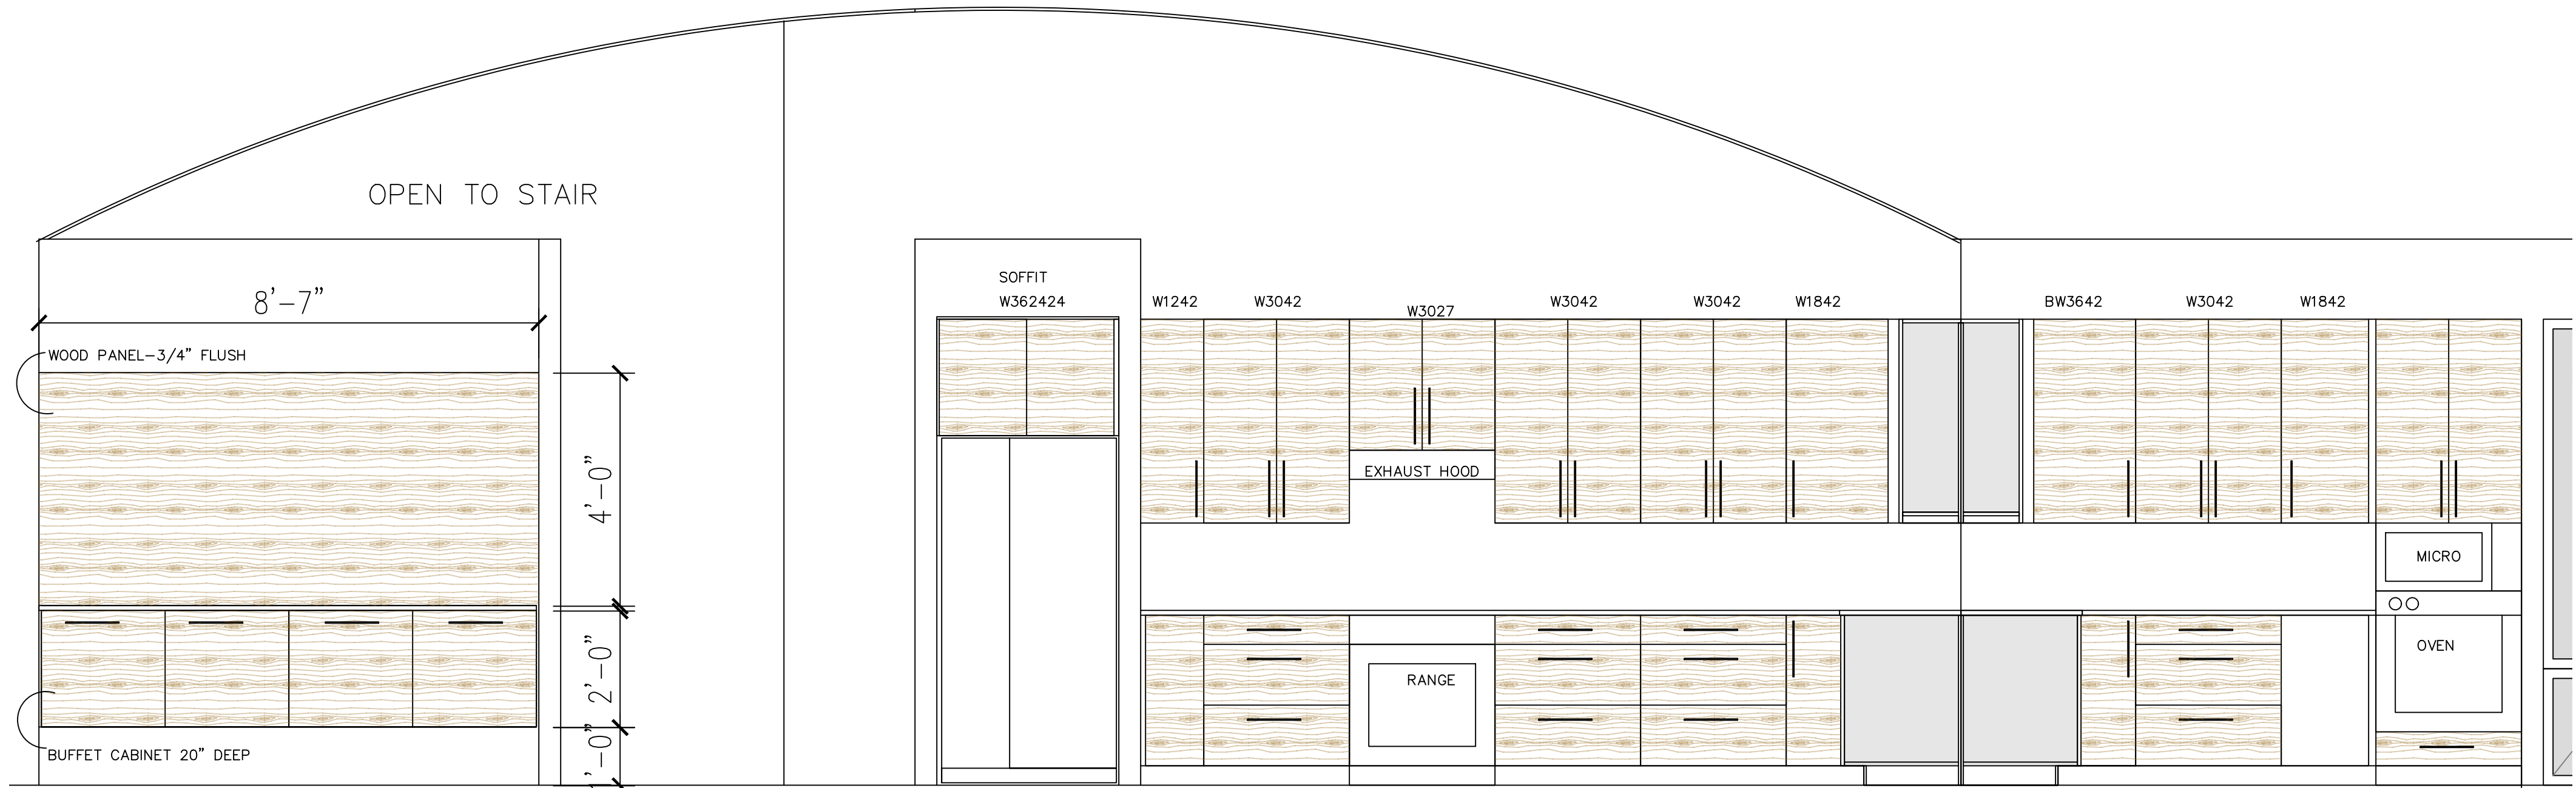 OPEN TO STAIR
8'-7"
WOOD PANEL-3/4" FLUSH
4'-0"
2'-0"
BUFFET CABINET 20" DEEP
SOFFIT
W362424
W1242
W3042
W3027
W3042
W3042
W1842
BW3642
W3042
W1842
EXHAUST HOOD
RANGE
MICRO
OVEN